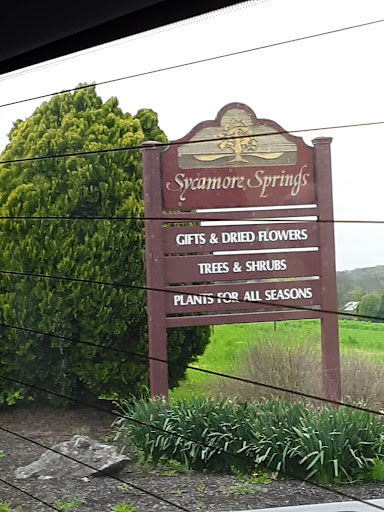 Sycamore Springs
GIFTS & DRIED FLOWERS
TREES & SHRUBS
PLANTS FOR ALL SEASONS